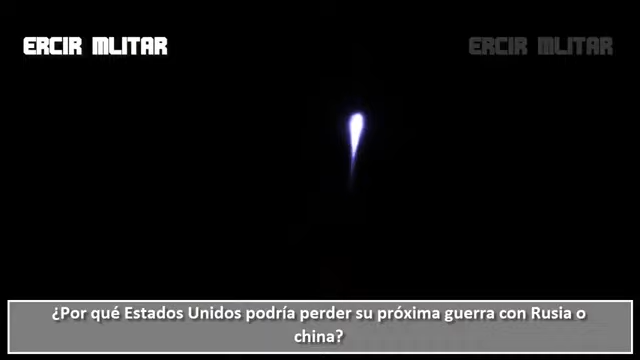 ERCIR MLITAR
ERCIR MLITAR
¿Por qué Estados Unidos podría perder su próxima guerra con Rusia o
china?